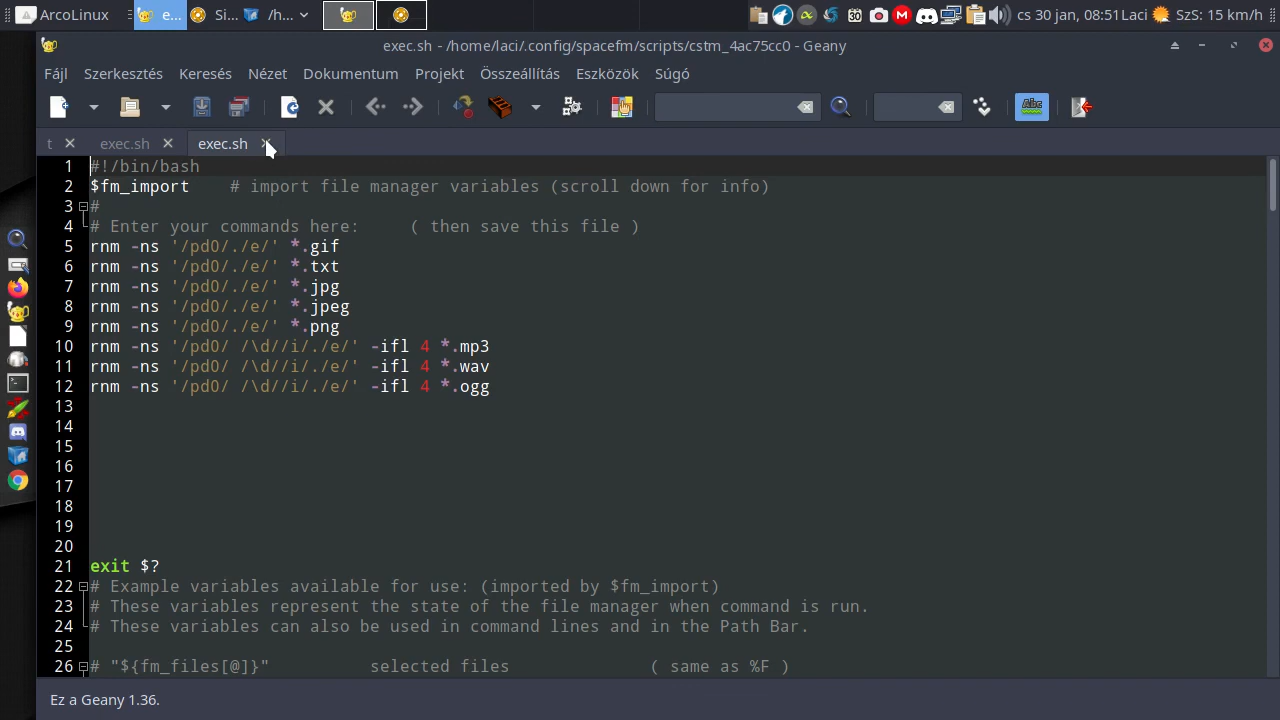 ArcoLinux e... Si... /h... 30 cs 30 jan, 08:51 Laci SzS: 15 km/h
exec.sh - /home/laci/.config/spacefm/scripts/cstm_4ac75cc0 - Geany
Fájl Szerkesztés Keresés Nézet Dokumentum Projekt Összeállítás Eszközök Súgó
Abc
t exec.sh exec.sh
1 #!/bin/bash
2 $fm_import    # import file manager variables (scroll down for info)
3 #
4 # Enter your commands here:     ( then save this file )
5 rnm -ns '/pd0/./e/' *.gif
6 rnm -ns '/pd0/./e/' *.txt
7 rnm -ns '/pd0/./e/' *.jpg
8 rnm -ns '/pd0/./e/' *.jpeg
9 rnm -ns '/pd0/./e/' *.png
10 rnm -ns '/pd0/ /\d//i/./e/' -ifl 4 *.mp3
11 rnm -ns '/pd0/ /\d//i/./e/' -ifl 4 *.wav
12 rnm -ns '/pd0/ /\d//i/./e/' -ifl 4 *.ogg
13
14
15
16
17
18
19
20
21 exit $?
22 # Example variables available for use: (imported by $fm_import)
23 # These variables represent the state of the file manager when command is run.
24 # These variables can also be used in command lines and in the Path Bar.
25
26 # "${fm_files[@]}"          selected files              ( same as %F )
Ez a Geany 1.36.